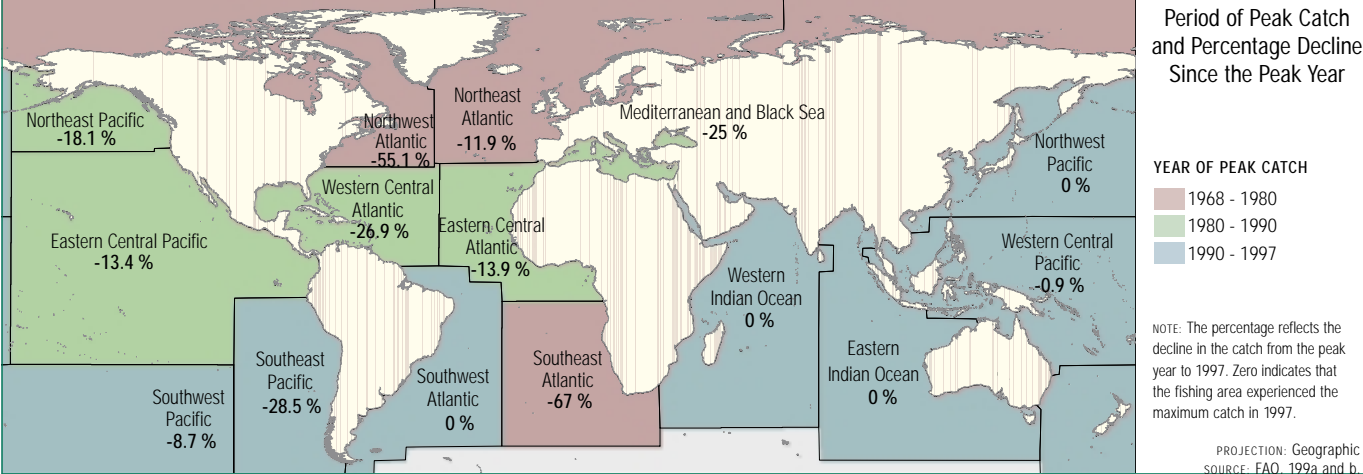 Period of Peak Catch
and Percentage Decline
Since the Peak Year
Northeast Pacific
-18.1 %
Northwest
Atlantic
-55.1 %
Northeast
Atlantic
-11.9 %
Mediterranean and Black Sea
-25 %
Northwest
Pacific
0 %
Eastern Central Pacific
-13.4 %
Western Central
Atlantic
-26.9 %
Eastern Central
Atlantic
-13.9 %
Western
Indian Ocean
0 %
Western Central
Pacific
-0.9 %
Southwest
Pacific
-8.7 %
Southeast
Pacific
-28.5 %
Southwest
Atlantic
0 %
Southeast
Atlantic
-67 %
Eastern
Indian Ocean
0 %
YEAR OF PEAK CATCH
1968 - 1980
1980 - 1990
1990 - 1997
NOTE: The percentage reflects the
decline in the catch from the peak
year to 1997. Zero indicates that
the fishing area experienced the
maximum catch in 1997.
PROJECTION: Geographic
SOURCE: FAO, 199a and b.